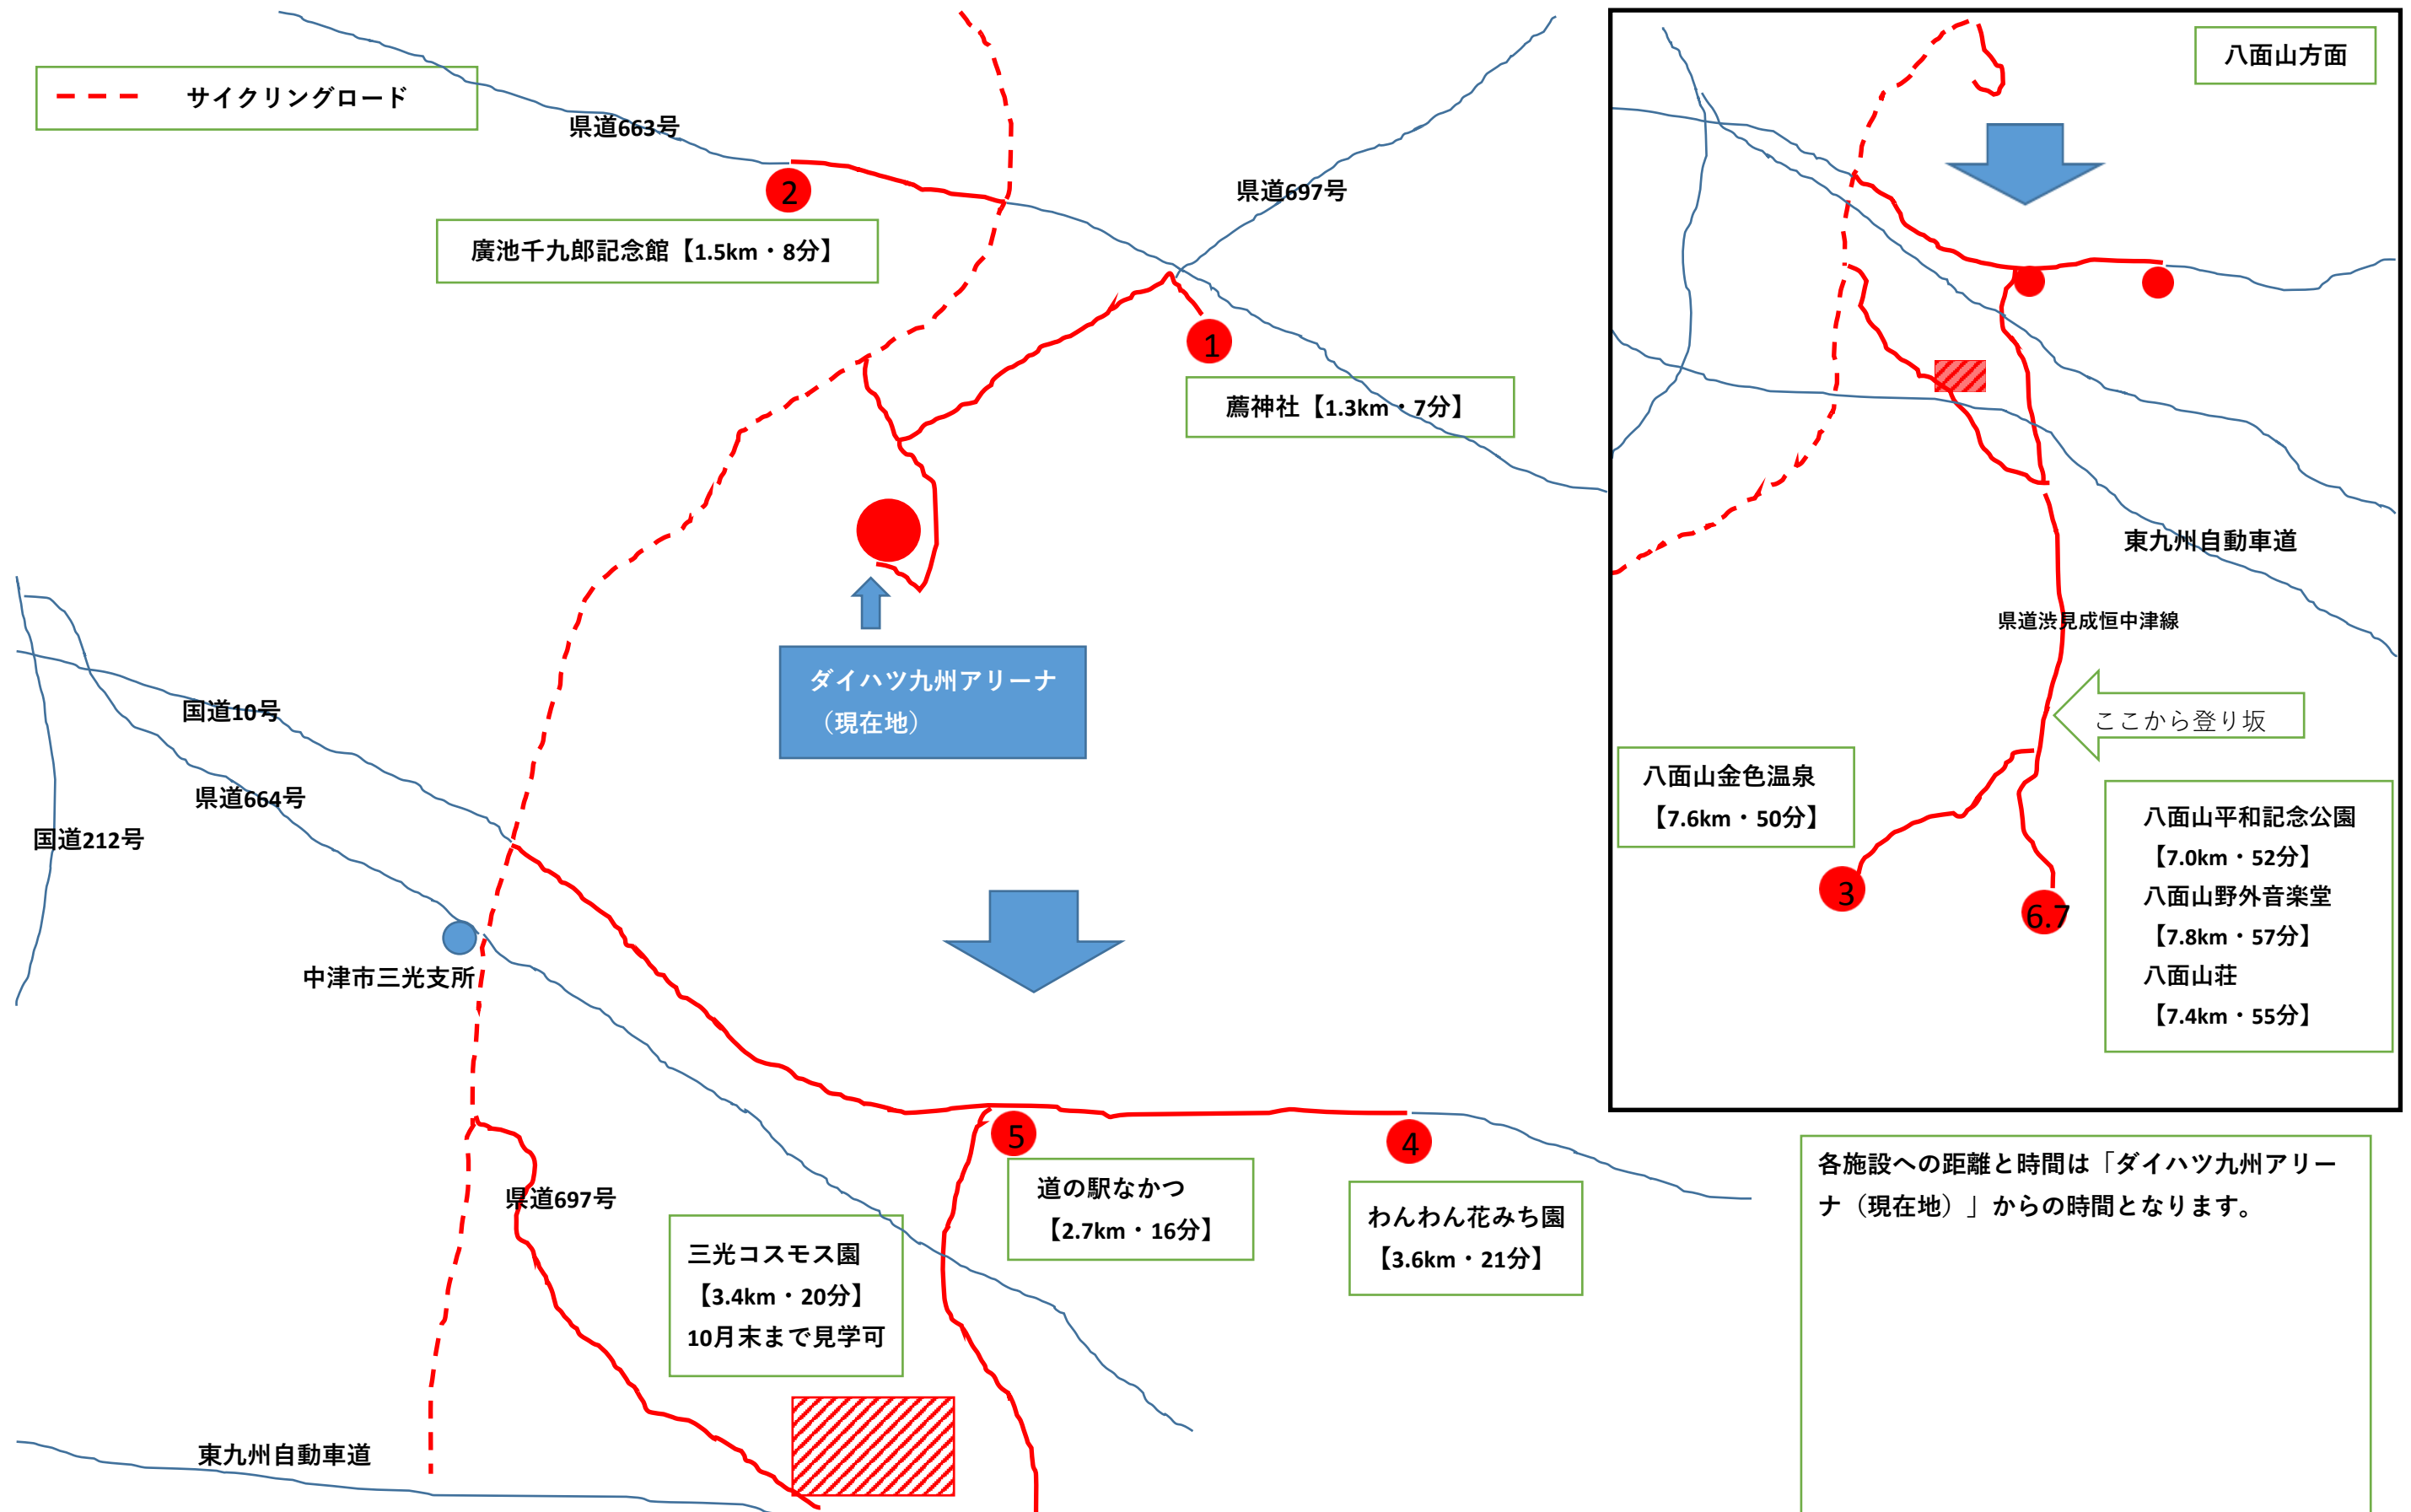 サイクリングロード
県道663号
県道697号
2
廣池千九郎記念館【1.5km・8分】
1
薦神社【1.3km・7分】
ダイハツ九州アリーナ
（現在地）
国道10号
県道664号
国道212号
中津市三光支所
県道697号
三光コスモス園
【3.4km・20分】
10月末まで見学可
東九州自動車道
5
道の駅なかつ
【2.7km・16分】
4
わんわん花みち園
【3.6km・21分】
八面山方面
東九州自動車道
県道渋見成恒中津線
ここから登り坂
八面山金色温泉
【7.6km・50分】
3
6.7
八面山平和記念公園
【7.0km・52分】
八面山野外音楽堂
【7.8km・57分】
八面山荘
【7.4km・55分】
各施設への距離と時間は「ダイハツ九州アリー
ナ（現在地）」からの時間となります。